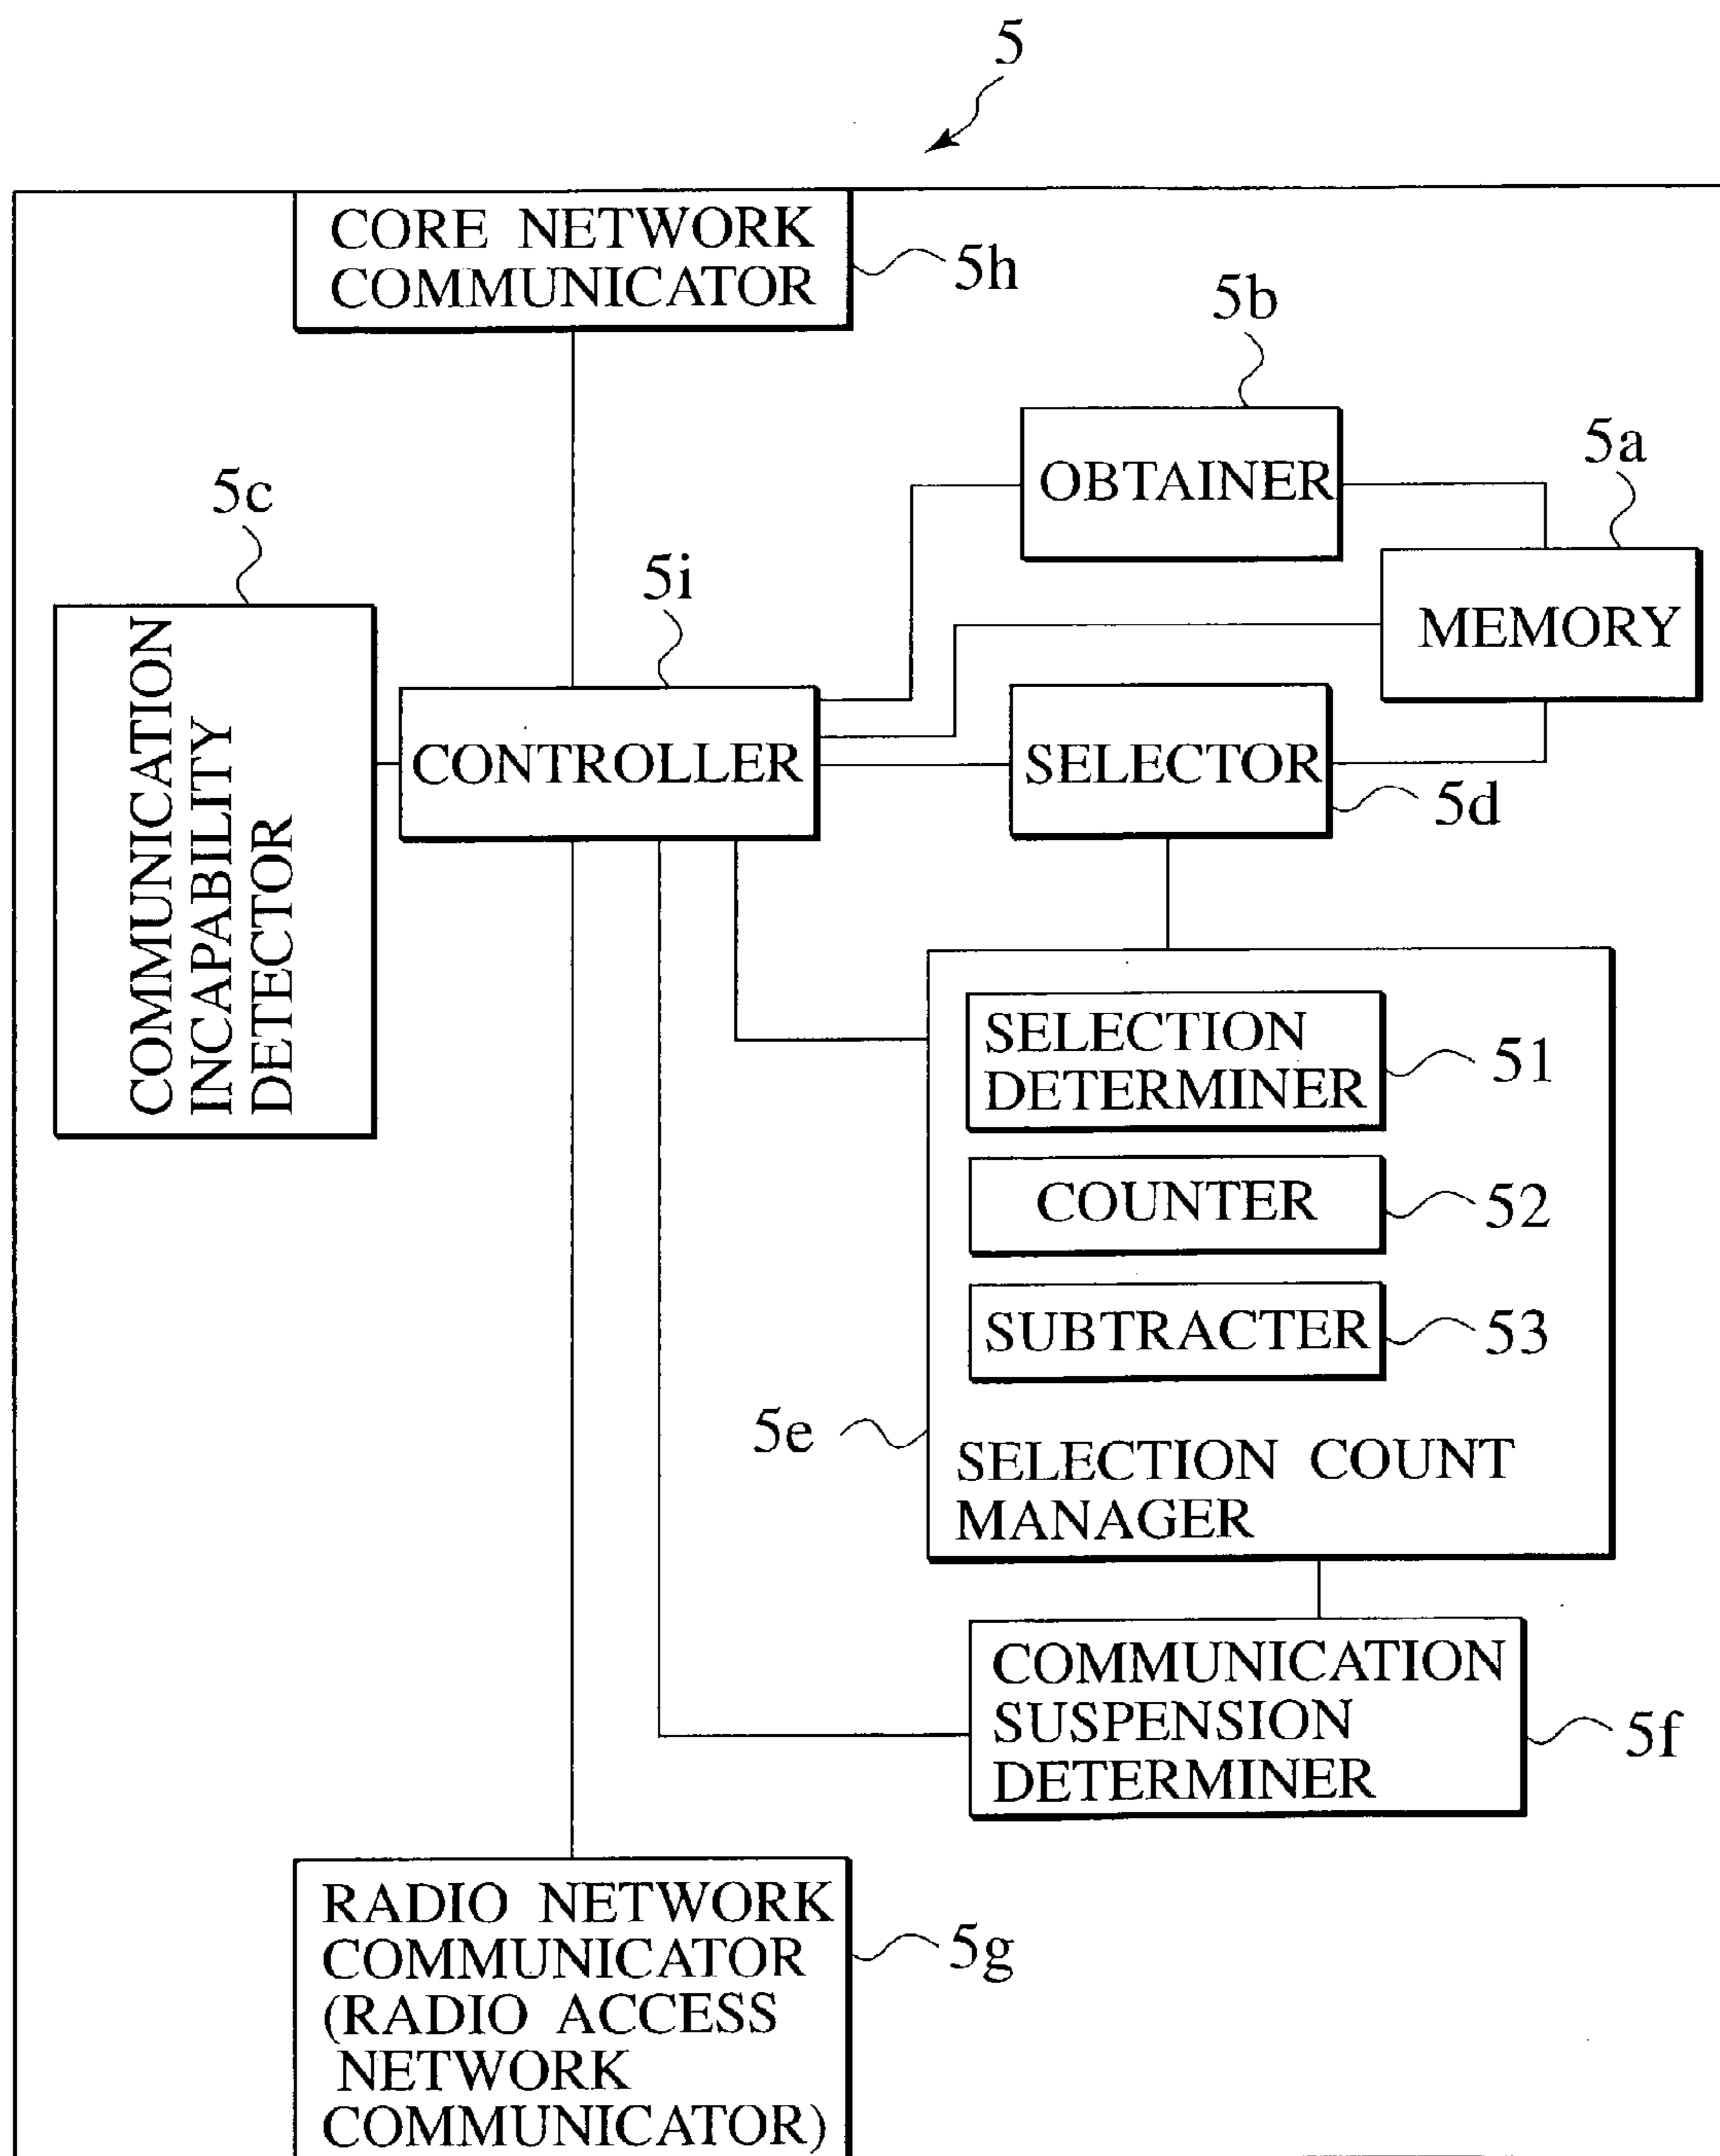 5
CORE NETWORK
COMMUNICATOR
5h
5b
OBTAINER
5a
MEMORY
5c
COMMUNICATION
INCAPABILITY
DETECTOR
5i
CONTROLLER
SELECTOR
5d
SELECTION
DETERMINER
51
COUNTER
52
SUBTRACTER
53
5e
SELECTION COUNT
MANAGER
COMMUNICATION
SUSPENSION
DETERMINER
5f
RADIO NETWORK
COMMUNICATOR
(RADIO ACCESS
NETWORK
COMMUNICATOR)
5g